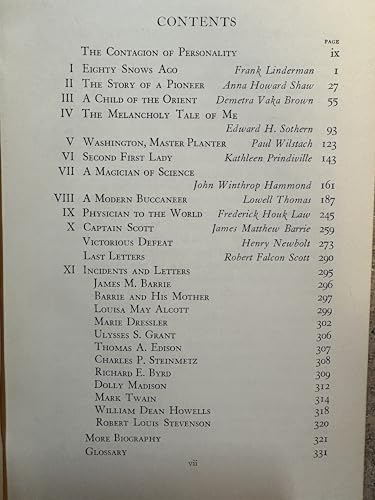 CONTENTS
PAGE
The Contagion of Personality ix
I Eighty Snows Ago Frank Linderman 1
II The Story of a Pioneer Anna Howard Shaw 27
III A Child of the Orient Demetra Vaka Brown 55
IV The Melancholy Tale of Me
Edward H. Sothern 93
V Washington, Master Planter Paul Wilstach 123
VI Second First Lady Kathleen Prindiville 143
VII A Magician of Science
John Winthrop Hammond 161
VIII A Modern Buccaneer Lowell Thomas 187
IX Physician to the World Frederick Houk Law 245
X Captain Scott James Matthew Barrie 259
Victorious Defeat Henry Newbolt 273
Last Letters Robert Falcon Scott 290
XI Incidents and Letters 295
James M. Barrie 296
Barrie and His Mother 297
Louisa May Alcott 299
Marie Dressler 302
Ulysses S. Grant 306
Thomas A. Edison 307
Charles P. Steinmetz 308
Richard E. Byrd 309
Dolly Madison 312
Mark Twain 314
William Dean Howells 318
Robert Louis Stevenson 320
More Biography 321
Glossary 331
vii